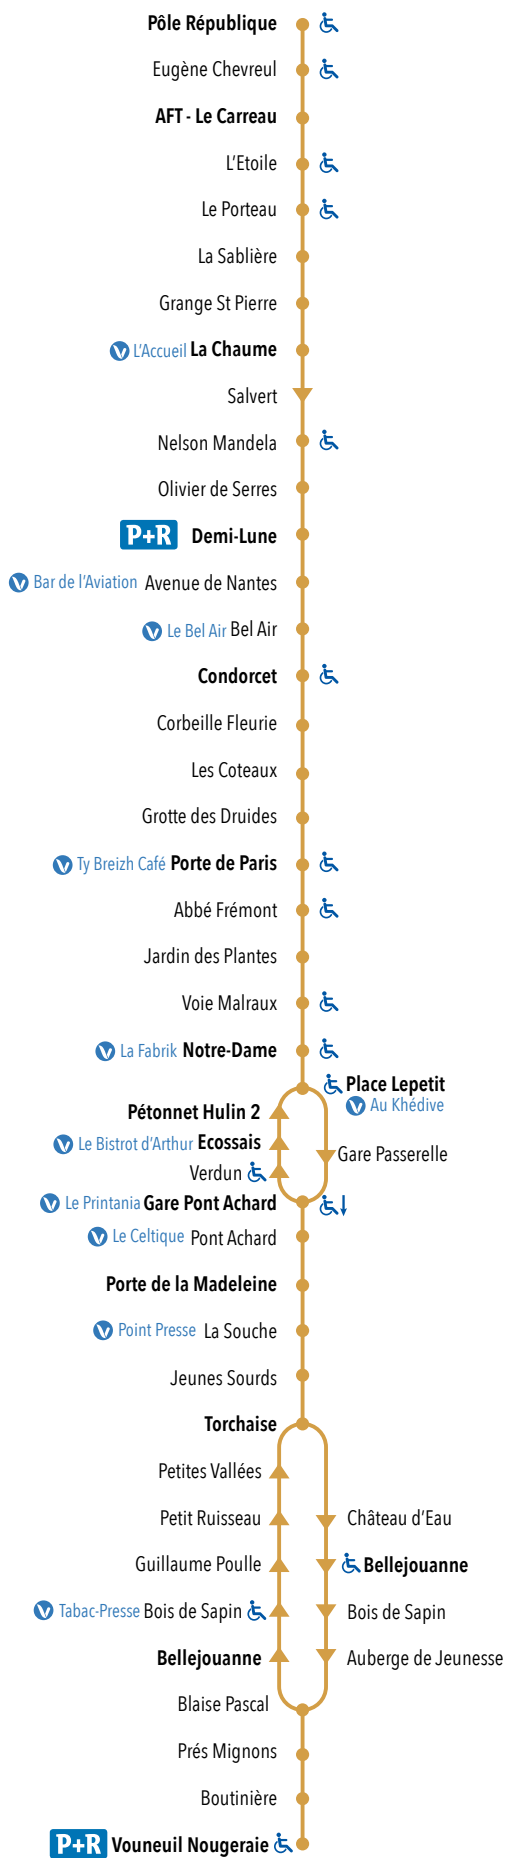 Pôle République
Eugène Chevreul
AFT - Le Carreau
L'Etoile
Le Porteau
La Sablière
Grange St Pierre
L'Accueil La Chaume
Salvert
Nelson Mandela
Olivier de Serres
P+R Demi-Lune
Bar de l'Aviation Avenue de Nantes
Le Bel Air Bel Air
Condorcet
Corbeille Fleurie
Les Coteaux
Grotte des Druides
Ty Breizh Café Porte de Paris
Abbé Frémont
Jardin des Plantes
Voie Malraux
La Fabrik Notre-Dame
Place Lepetit
Au Khédive
Pétonnet Hulin 2
Le Bistrot d'Arthur Ecossais
Gare Passerelle
Verdun
Le Printania Gare Pont Achard
Le Celtique Pont Achard
Porte de la Madeleine
Point Presse La Souche
Jeunes Sourds
Torchaise
Petites Vallées
Petit Ruisseau Château d'Eau
Guillaume Poulle Bellejouanne
Tabac-Presse Bois de Sapin Bois de Sapin
Bellejouanne Auberge de Jeunesse
Blaise Pascal
Prés Mignons
Boutinière
P+R Vouneuil Nougeraie